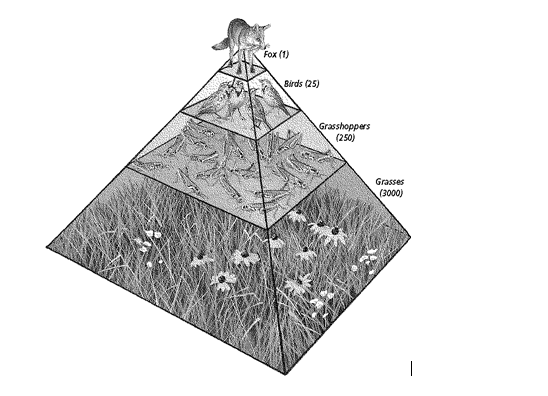 Fox (1)
Birds (25)
Grasshoppers
(250)
Grasses
(3000)